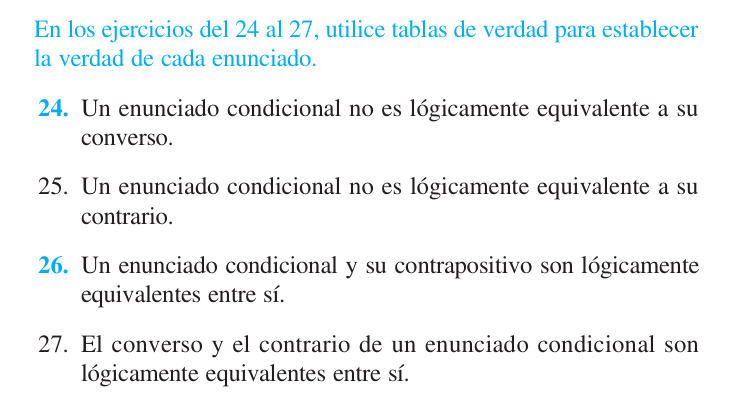 En los ejercicios del 24 al 27, utilice tablas de verdad para establecer
la verdad de cada enunciado.
24. Un enunciado condicional no es lógicamente equivalente a su
converso.
25. Un enunciado condicional no es lógicamente equivalente a su
contrario.
26. Un enunciado condicional y su contrapositivo son lógicamente
equivalentes entre sí.
27. El converso y el contrario de un enunciado condicional son
lógicamente equivalentes entre sí.